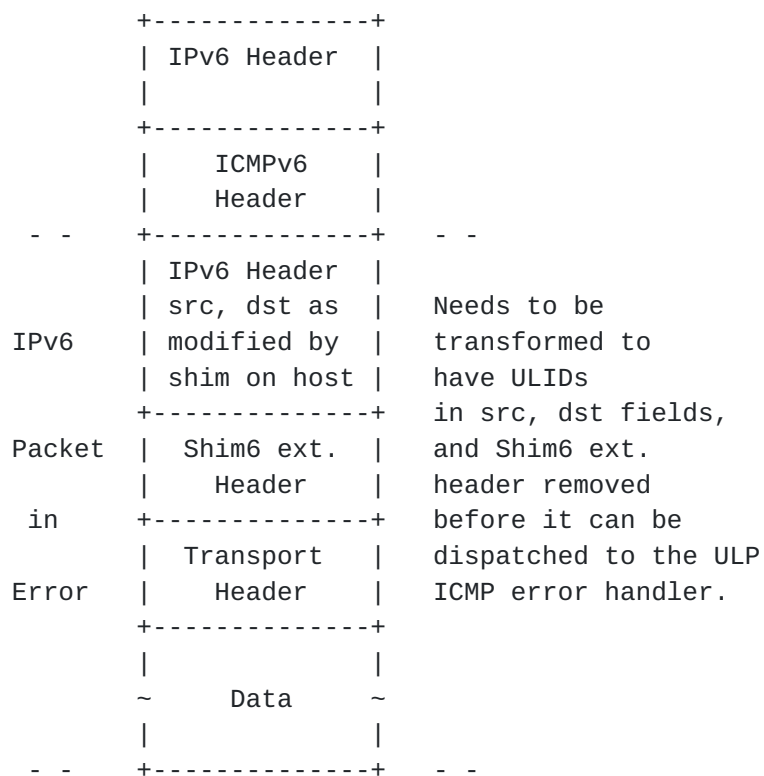 +--------------+
            | IPv6 Header  |
            |              |
            +--------------+
            |    ICMPv6    |
            |    Header    |
    - -     +--------------+   - -
            | IPv6 Header  |
            | src, dst as  |   Needs to be
   IPv6     | modified by  |   transformed to
            | shim on host |   have ULIDs
            +--------------+   in src, dst fields,
   Packet   |  Shim6 ext.  |   and Shim6 ext.
            |    Header    |   header removed
    in      +--------------+   before it can be
            |  Transport   |   dispatched to the ULP
   Error    |    Header    |   ICMP error handler.
            +--------------+
            |              |
            ~     Data     ~
            |              |
    - -     +--------------+   - -